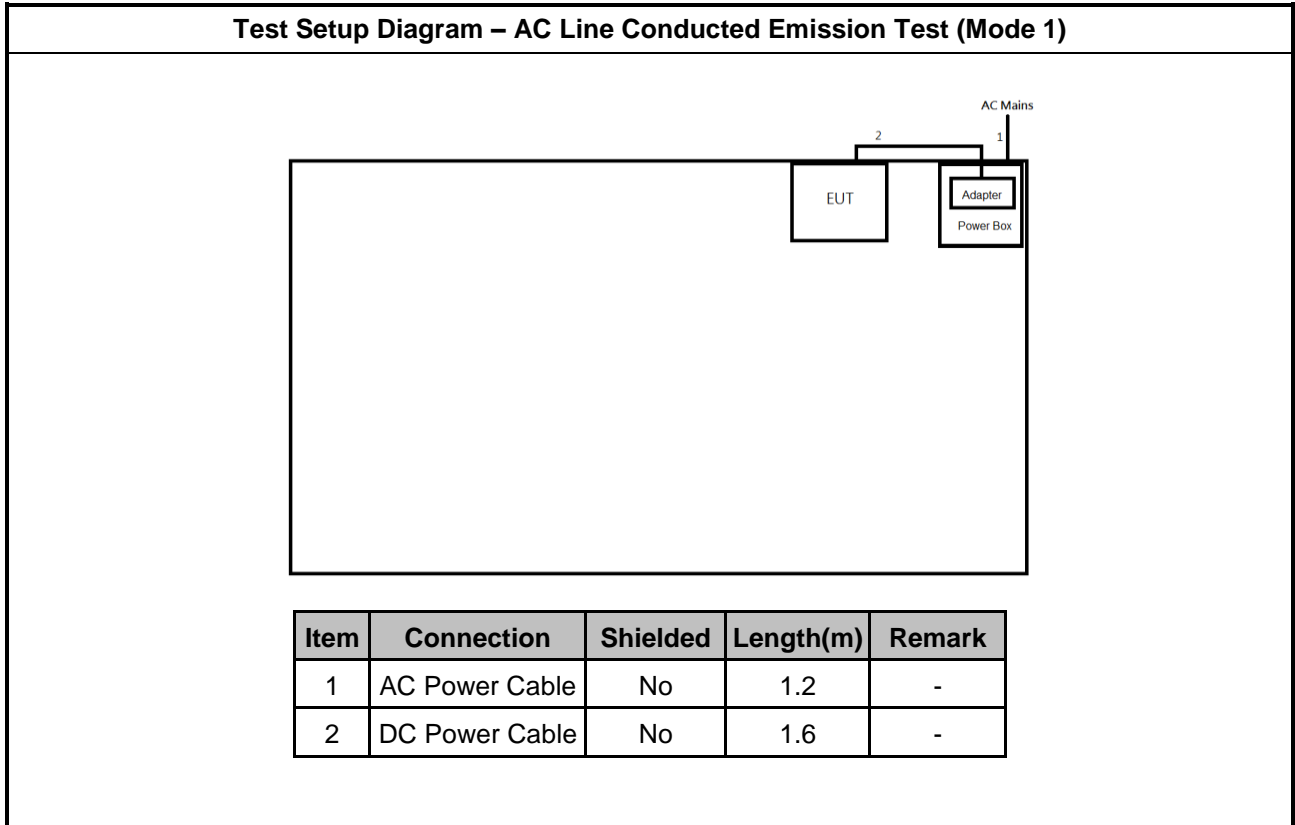 Test Setup Diagram – AC Line Conducted Emission Test (Mode 1)
AC Mains
2
1
EUT
Adapter
Power Box
Item Connection Shielded Length(m) Remark
1 AC Power Cable No 1.2 -
2 DC Power Cable No 1.6 -